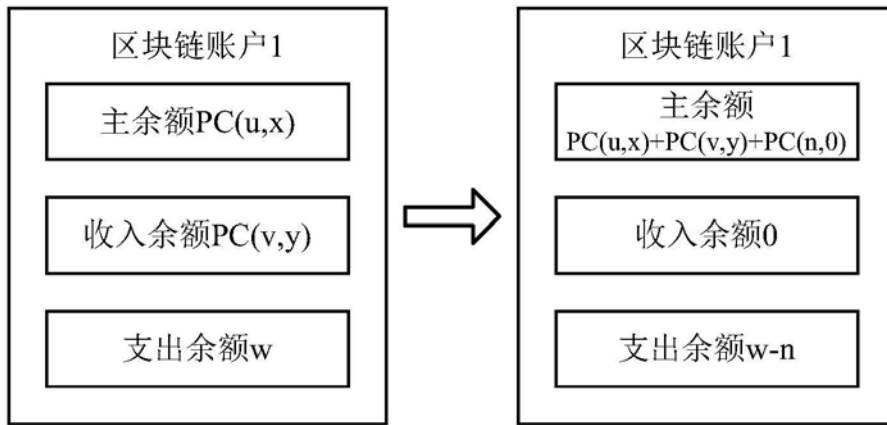 区块链账户1
主余额PC(u,x)
收入余额PC(v,y)
支出余额w
区块链账户1
主余额
PC(u,x)+PC(v,y)+PC(n,0)
收入余额0
支出余额w-n